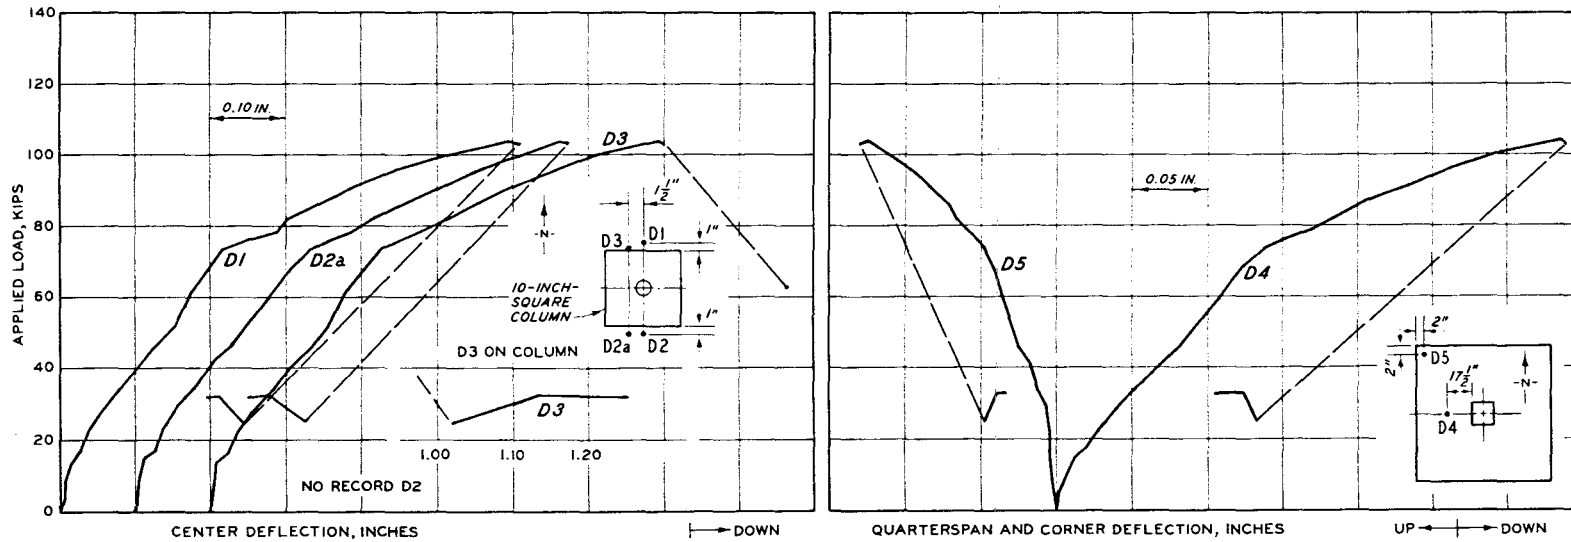 APPLIED LOAD, KIPS
140
120
100
80
60
40
20
0
0.10 IN.
D1
D2a
D3
1 1/2"
-N-
D3
D1
1"
10-INCH-
SQUARE
COLUMN
1"
D2a
D2
D3 ON COLUMN
D3
1.00
1.10
1.20
NO RECORD D2
CENTER DEFLECTION, INCHES
DOWN
0.05 IN.
D5
D4
2"
2"
D5
-N-
17 1/2"
D4
QUARTERSPAN AND CORNER DEFLECTION, INCHES
UP
DOWN